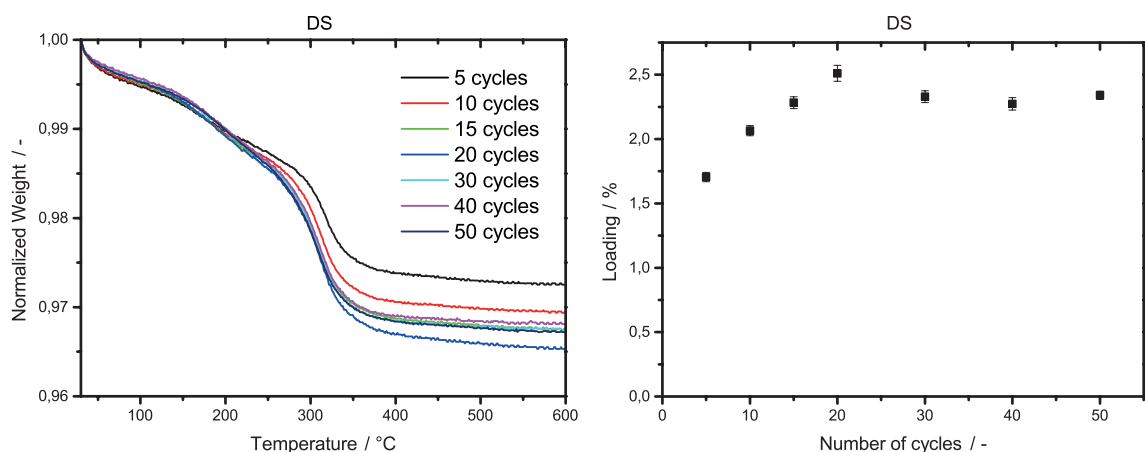 DS
1,00
0,99
0,98
0,97
0,96
Normalized Weight / -
5 cycles
10 cycles
15 cycles
20 cycles
30 cycles
40 cycles
50 cycles
100
200
300
400
500
600
Temperature / °C
DS
2,5
2,0
1,5
1,0
0,5
0,0
Loading / %
0
10
20
30
40
50
Number of cycles / -